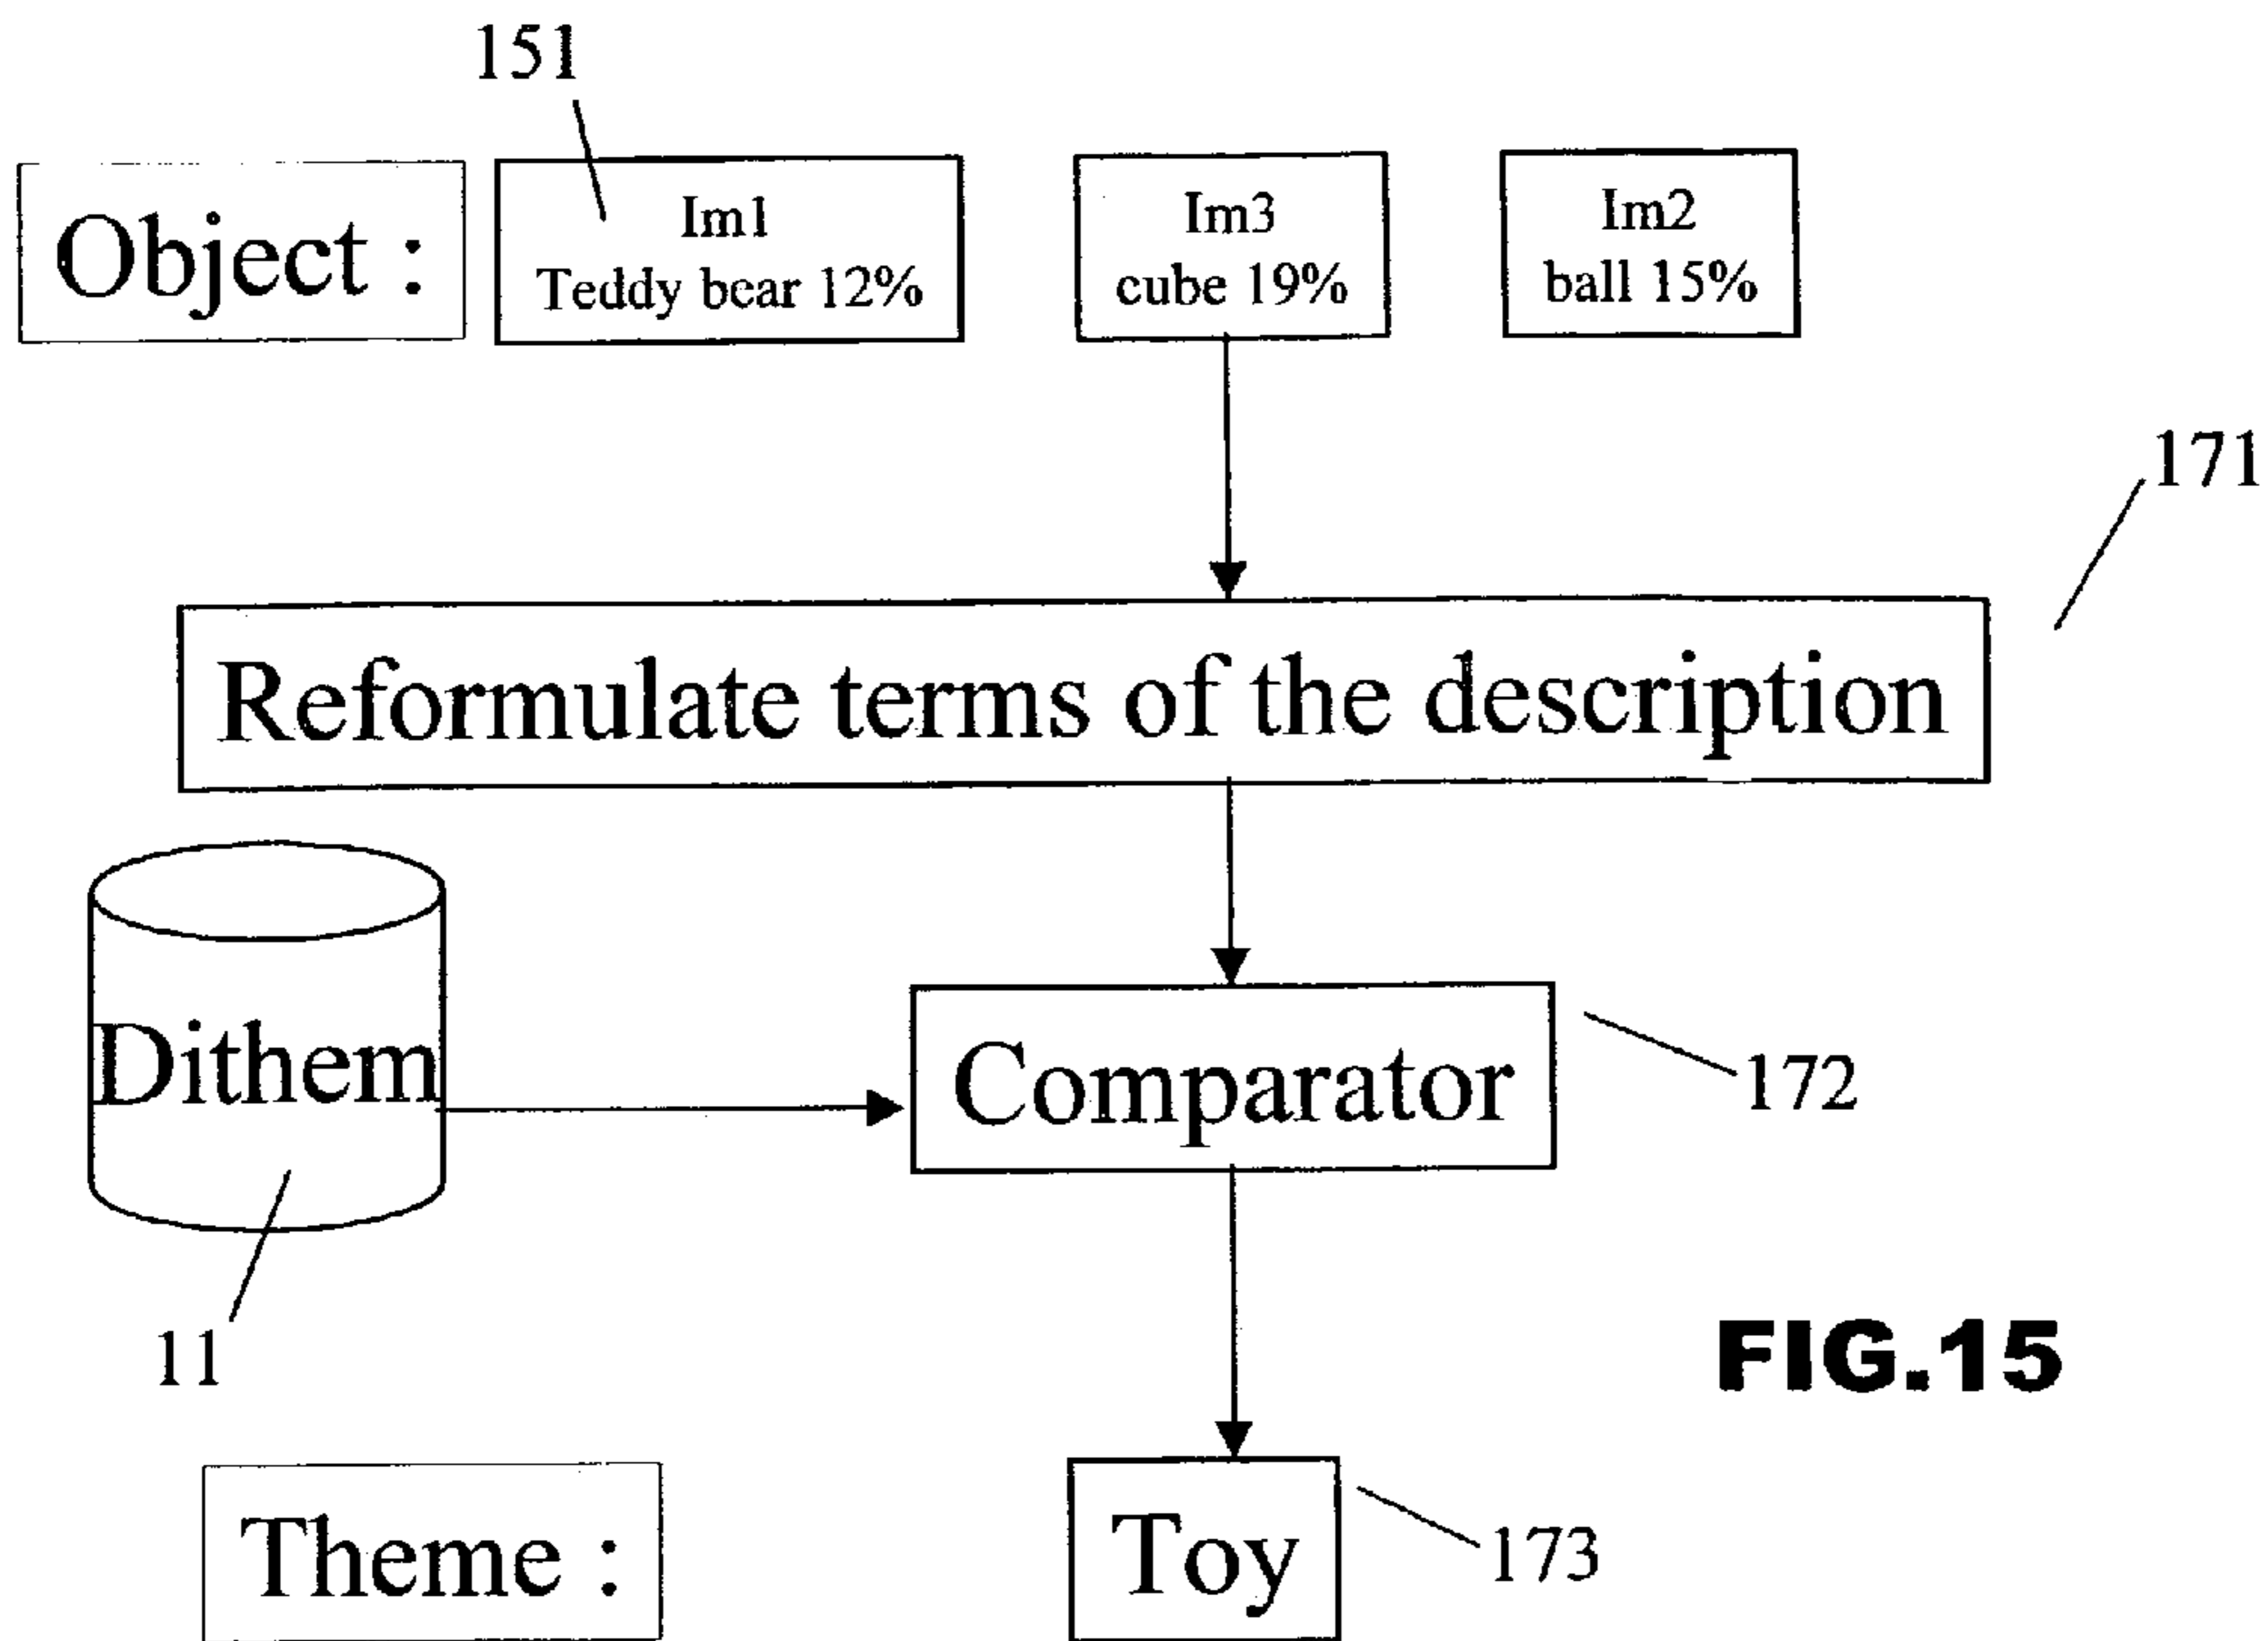 151
Object :
Im1
Teddy bear 12%
Im3
cube 19%
Im2
ball 15%
171
Reformulate terms of the description
Dithem
Comparator
172
11
FIG.15
Theme :
Toy
173